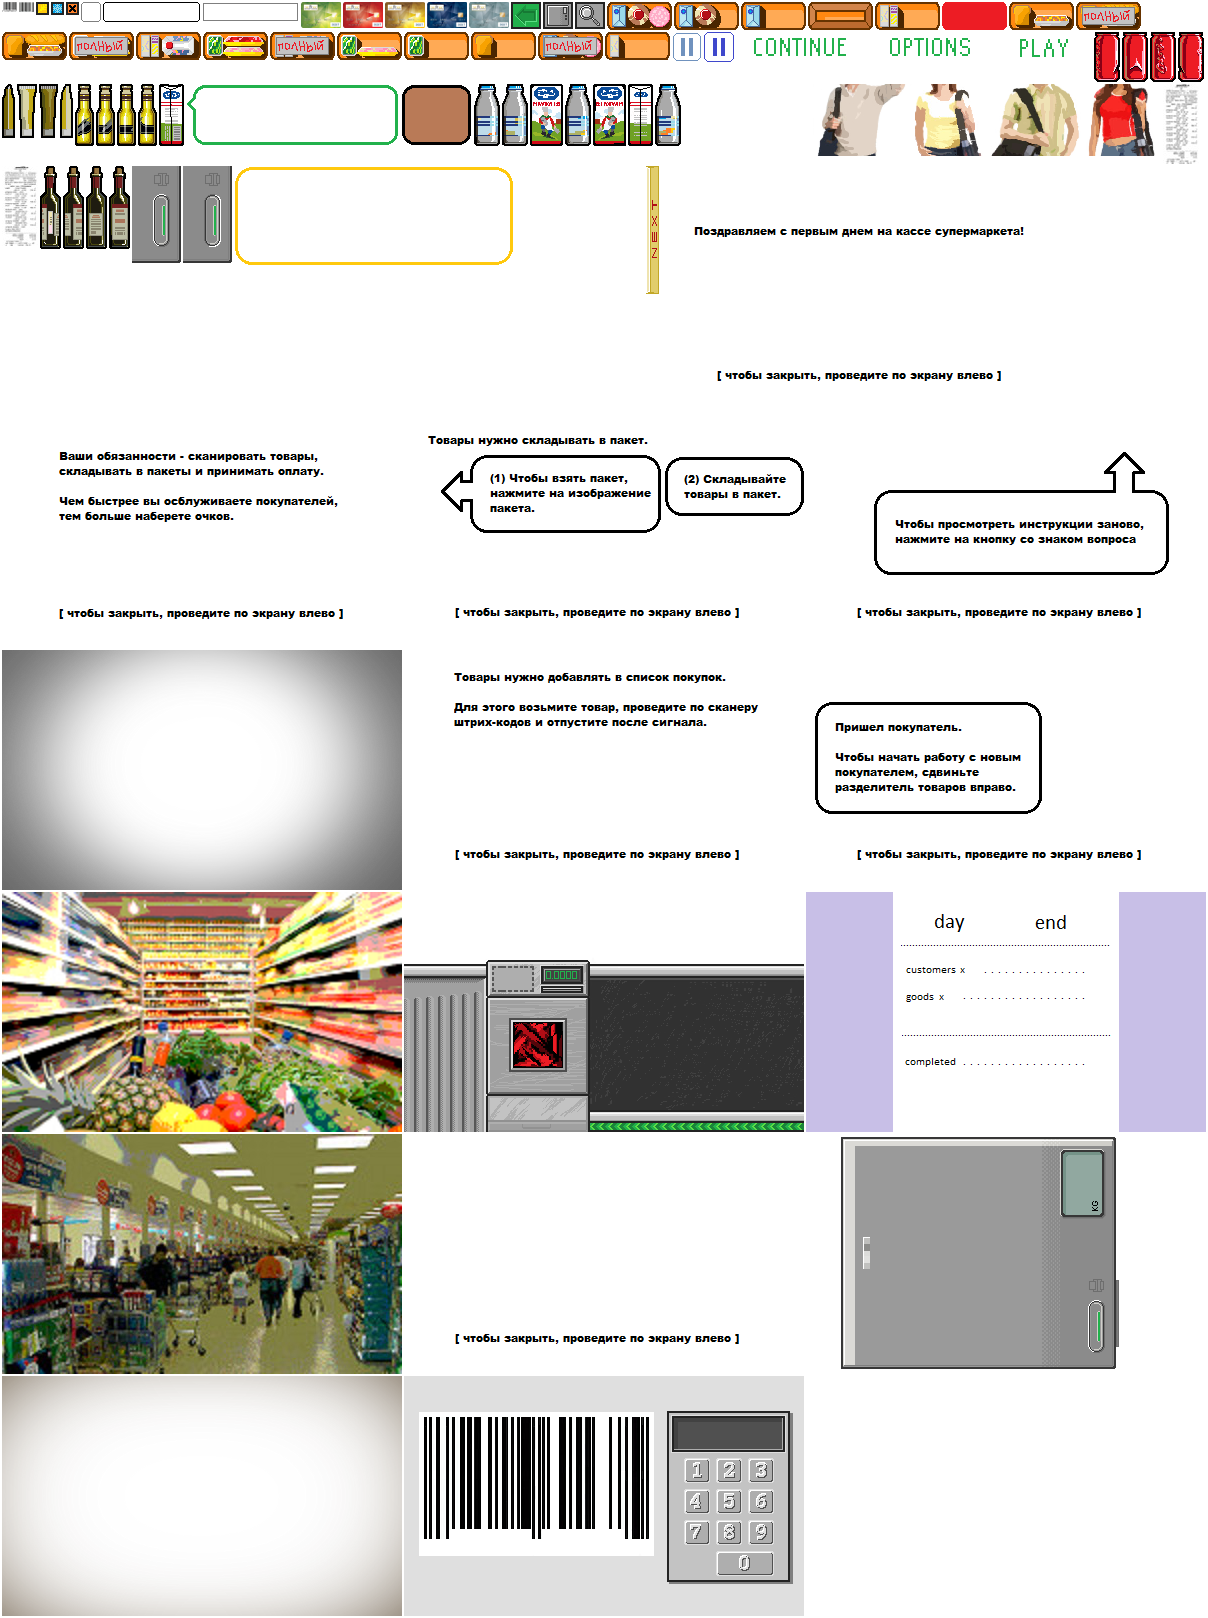 ПОЛНЫЙ
ПОЛНЫЙ
ПОЛНЫЙ
ПОЛНЫЙ
CONTINUE
OPTIONS
PLAY
NEXT
Поздравляем с первым днем на кассе супермаркета!
[ чтобы закрыть, проведите по экрану влево ]
Ваши обязанности - сканировать товары,
складывать в пакеты и принимать оплату.
Чем быстрее вы осблуживаете покупателей,
тем больше наберете очков.
[ чтобы закрыть, проведите по экрану влево ]
Товары нужно складывать в пакет.
(1) Чтобы взять пакет,
нажмите на изображение
пакета.
(2) Складывайте
товары в пакет.
[ чтобы закрыть, проведите по экрану влево ]
Чтобы просмотреть инструкции заново,
нажмите на кнопку со знаком вопроса
[ чтобы закрыть, проведите по экрану влево ]
Товары нужно добавлять в список покупок.
Для этого возьмите товар, проведите по сканеру
штрих-кодов и отпустите после сигнала.
[ чтобы закрыть, проведите по экрану влево ]
Пришел покупатель.
Чтобы начать работу с новым
покупателем, сдвиньте
разделитель товаров вправо.
[ чтобы закрыть, проведите по экрану влево ]
0.0000
day end
customers x . . . . . . . . . . . . . . .
goods x . . . . . . . . . . . . . . . . . .
completed . . . . . . . . . . . . . . . . . .
[ чтобы закрыть, проведите по экрану влево ]
KG
1 2 3
4 5 6
7 8 9
0